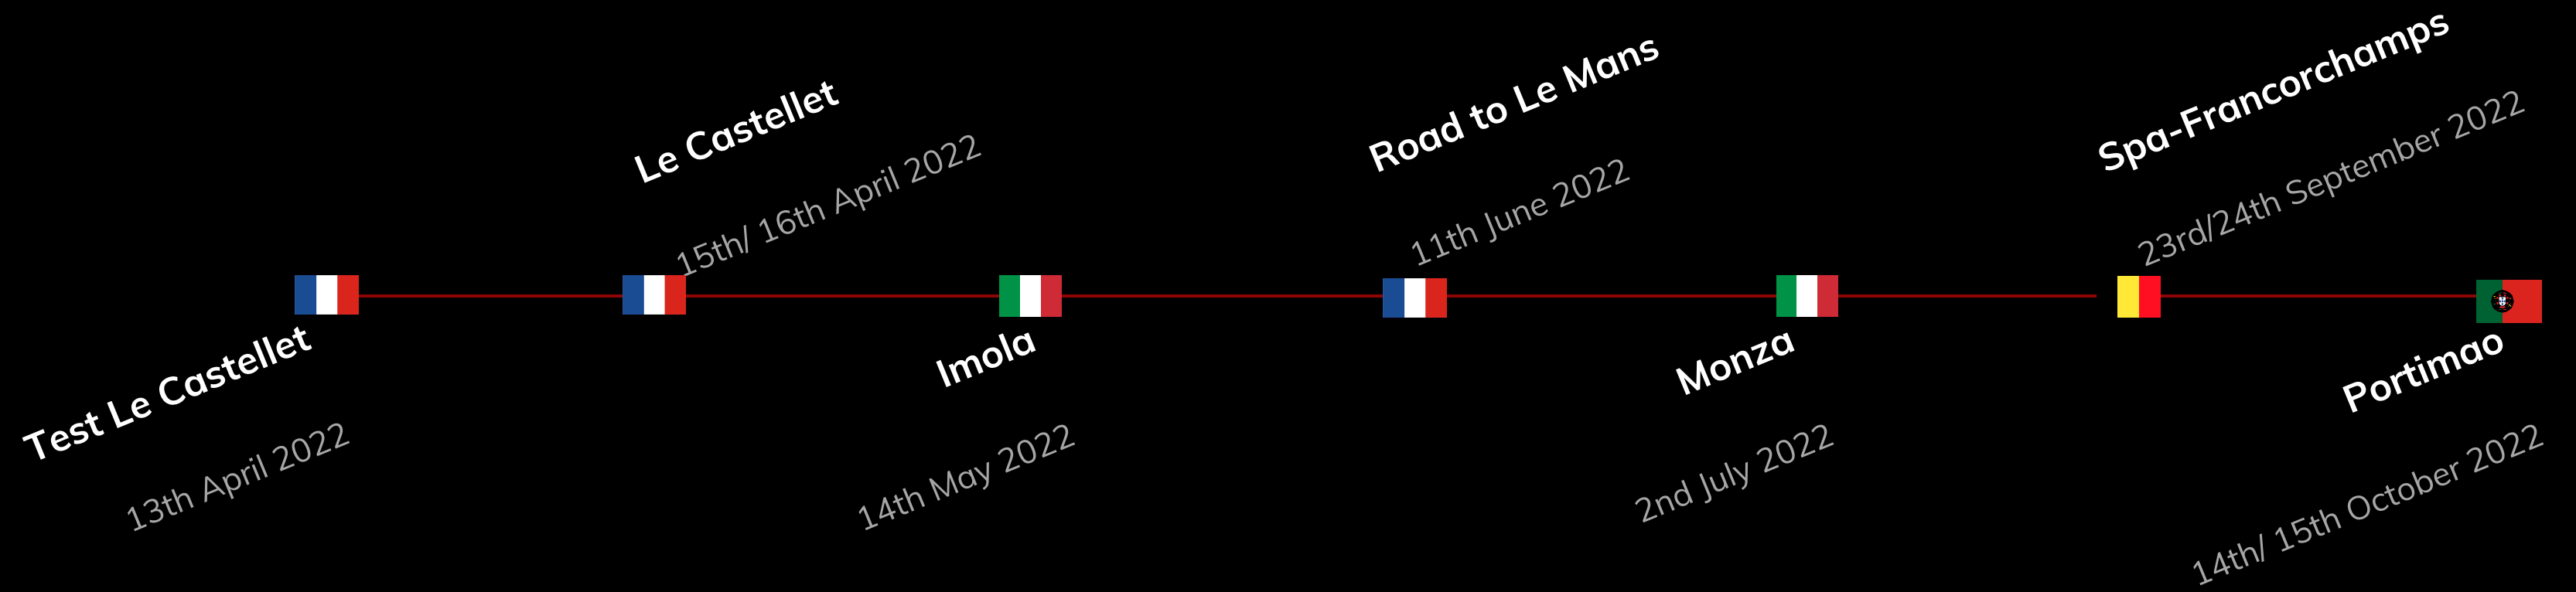 Test Le Castellet
13th April 2022
Le Castellet
15th/ 16th April 2022
Imola
14th May 2022
Road to Le Mans
11th June 2022
Monza
2nd July 2022
Spa-Francorchamps
23rd/24th September 2022
Portimao
14th/ 15th October 2022